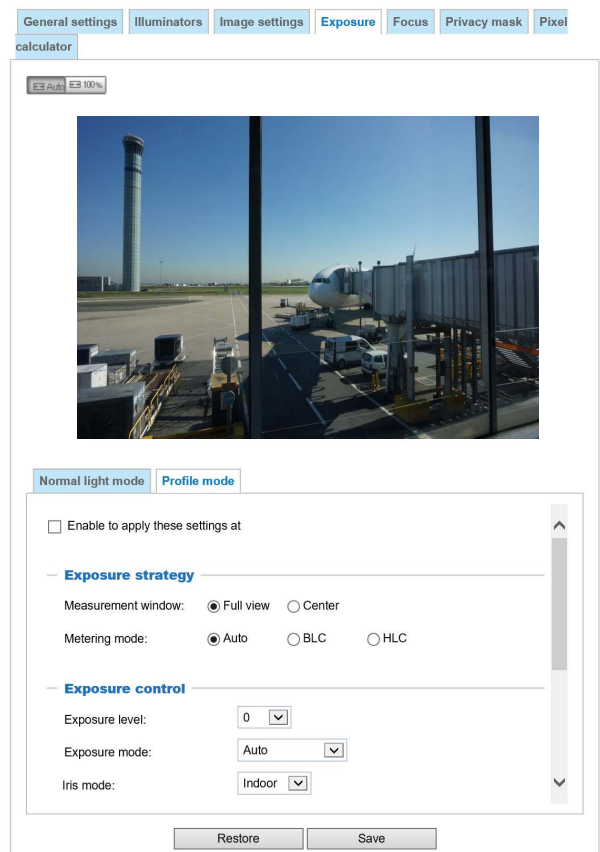 General settings Illuminators Image settings Exposure Focus Privacy mask Pixel
calculator
Auto 100%
Normal light mode Profile mode
Enable to apply these settings at
Exposure strategy
Measurement window: Full view Center
Metering mode: Auto BLC HLC
Exposure control
Exposure level: 0
Exposure mode: Auto
Iris mode: Indoor
Restore Save